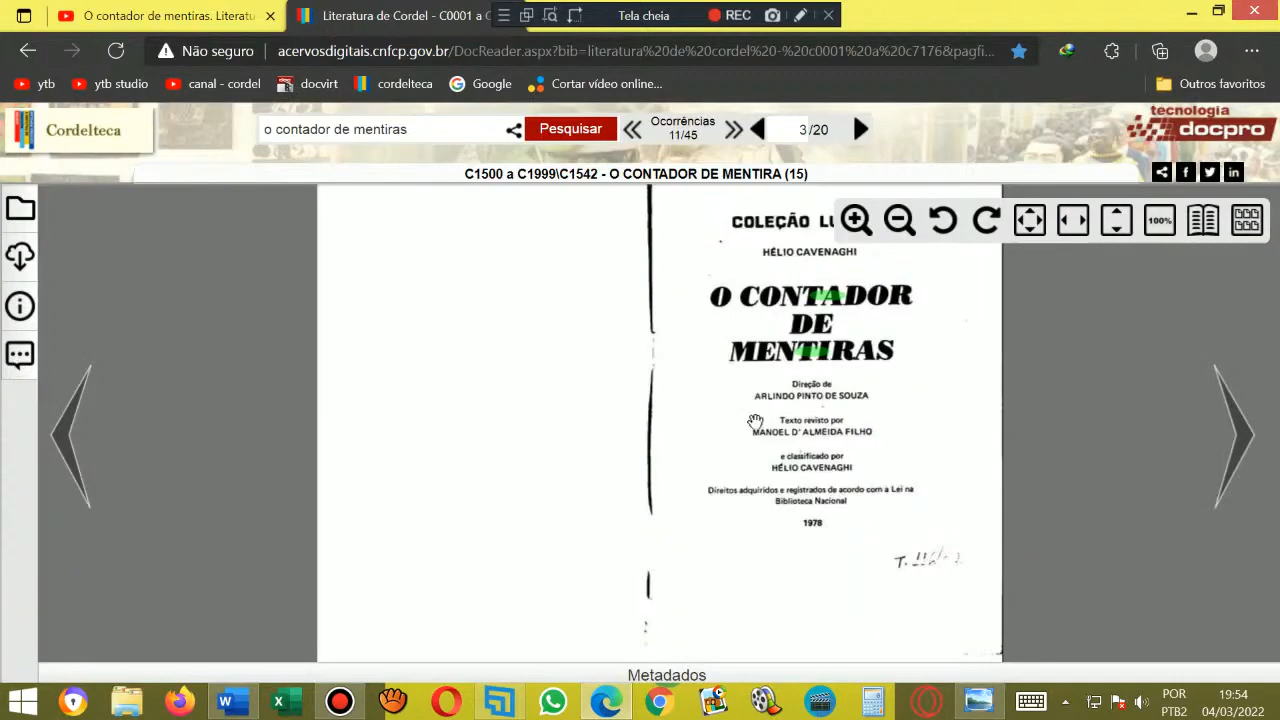 O contador de mentiras. Literatu
Literatura de Cordel - C0001 a C
Tela cheia
REC
Não seguro
acervosdigitais.cnfcp.gov.br/DocReader.aspx?bib=literatura%20de%20cordel%20-%20c0001%20a%20c7176&pagfi...
ytb
ytb studio
canal - cordel
docvirt
cordelteca
Google
Cortar vídeo online...
Outros favoritos
Cordelteca
o contador de mentiras
Pesquisar
Ocorrências
11/45
3 /20
tecnologia
docpro
C1500 a C1999\C1542 - O CONTADOR DE MENTIRA (15)
100%
COLEÇÃO
HÉLIO CAVENAGHI
O CONTADOR
DE
MENTIRAS
Direção de
ARLINDO PINTO DE SOUZA
Texto revisto por
MANOEL D' ALMEIDA FILHO
e classificado por
HÉLIO CAVENAGHI
Direitos adquiridos e registrados de acordo com a Lei na
Biblioteca Nacional
1978
Metadados
POR
PTB2
19:54
04/03/2022